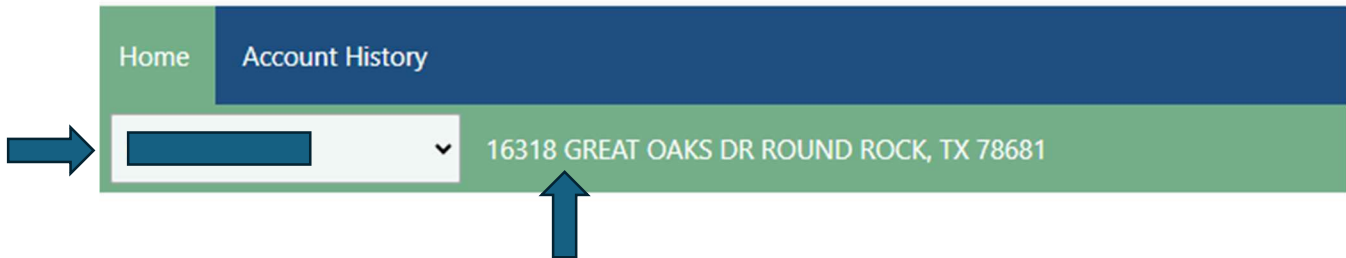 Home Account History
16318 GREAT OAKS DR ROUND ROCK, TX 78681